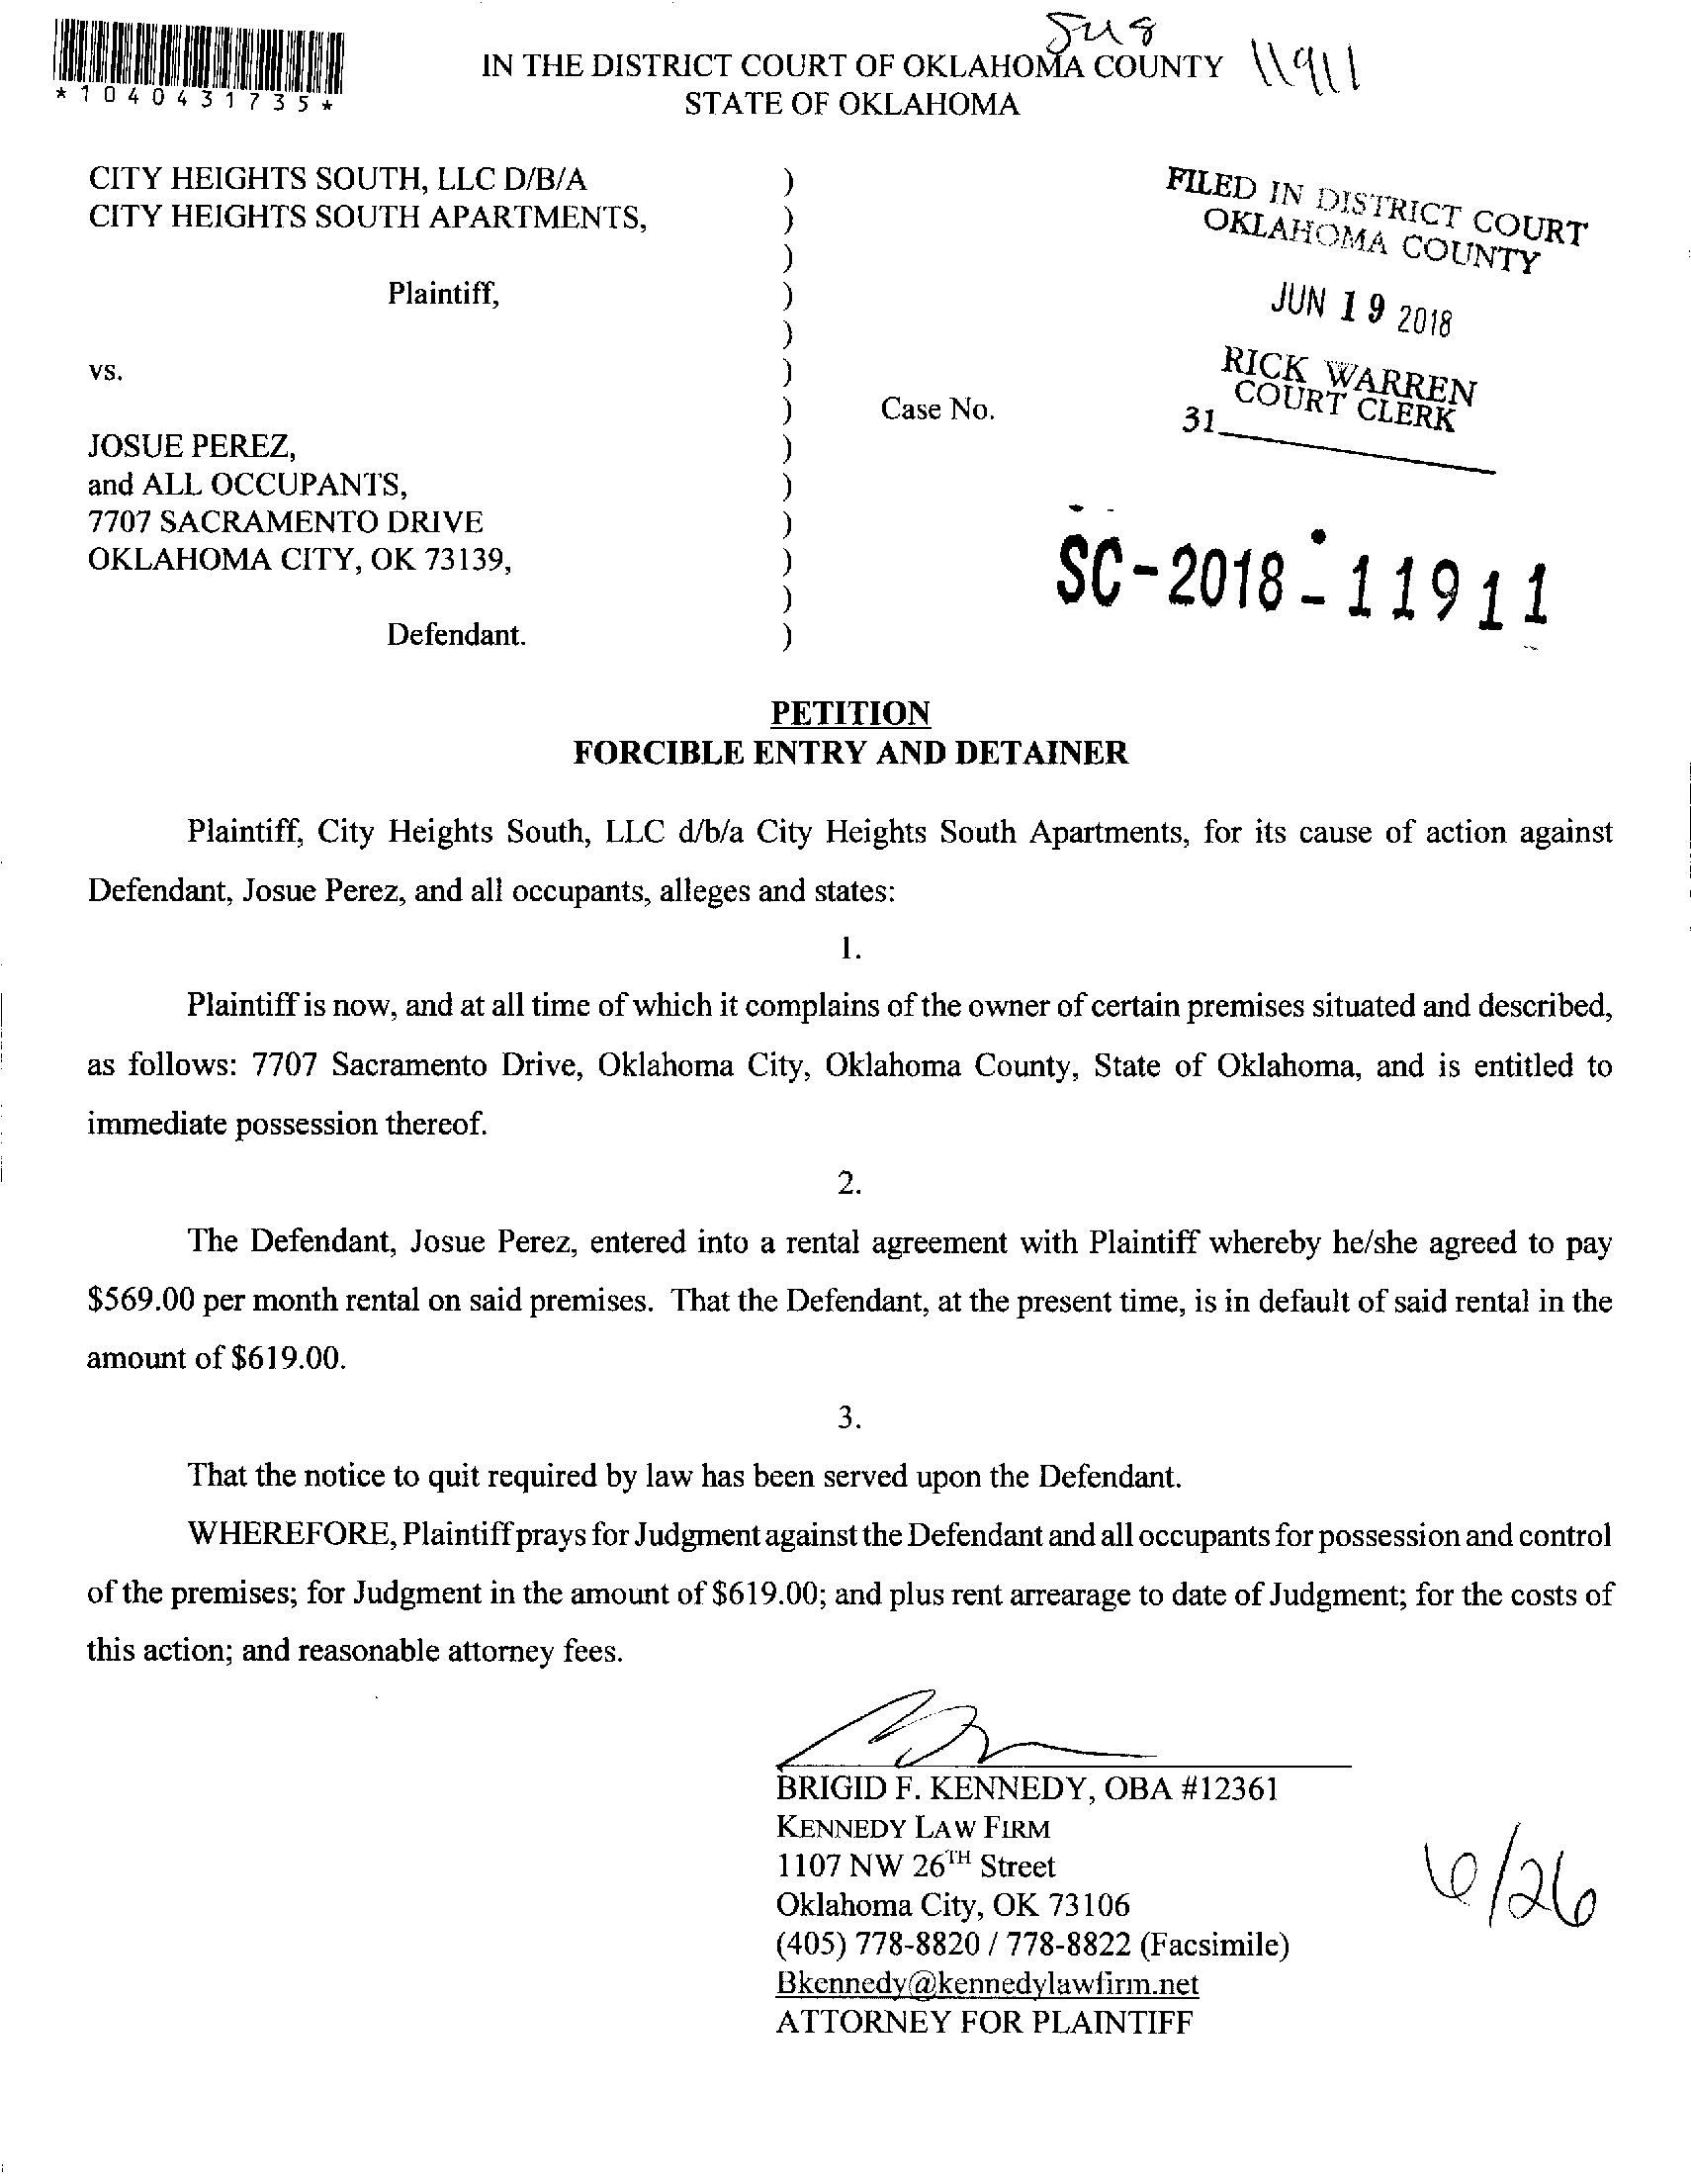 *1040431735*
IN THE DISTRICT COURT OF OKLAHOMA COUNTY 11911
STATE OF OKLAHOMA
CITY HEIGHTS SOUTH, LLC D/B/A )
CITY HEIGHTS SOUTH APARTMENTS, )
)
Plaintiff, )
)
vs. )
) Case No.
JOSUE PEREZ, )
and ALL OCCUPANTS, )
7707 SACRAMENTO DRIVE )
OKLAHOMA CITY, OK 73139, )
)
Defendant. )
FILED IN DISTRICT COURT
OKLAHOMA COUNTY
JUN 19 2018
RICK WARREN
COURT CLERK
31
SC-2018-11911
PETITION
FORCIBLE ENTRY AND DETAINER
Plaintiff, City Heights South, LLC d/b/a City Heights South Apartments, for its cause of action against
Defendant, Josue Perez, and all occupants, alleges and states:
1.
Plaintiff is now, and at all time of which it complains of the owner of certain premises situated and described,
as follows: 7707 Sacramento Drive, Oklahoma City, Oklahoma County, State of Oklahoma, and is entitled to
immediate possession thereof.
2.
The Defendant, Josue Perez, entered into a rental agreement with Plaintiff whereby he/she agreed to pay
$569.00 per month rental on said premises. That the Defendant, at the present time, is in default of said rental in the
amount of $619.00.
3.
That the notice to quit required by law has been served upon the Defendant.
WHEREFORE, Plaintiff prays for Judgment against the Defendant and all occupants for possession and control
of the premises; for Judgment in the amount of $619.00; and plus rent arrearage to date of Judgment; for the costs of
this action; and reasonable attorney fees.
BRIGID F. KENNEDY, OBA #12361
KENNEDY LAW FIRM
1107 NW 26TH Street
Oklahoma City, OK 73106
(405) 778-8820 / 778-8822 (Facsimile)
Bkennedy@kennedylawfirm.net
ATTORNEY FOR PLAINTIFF
6/26